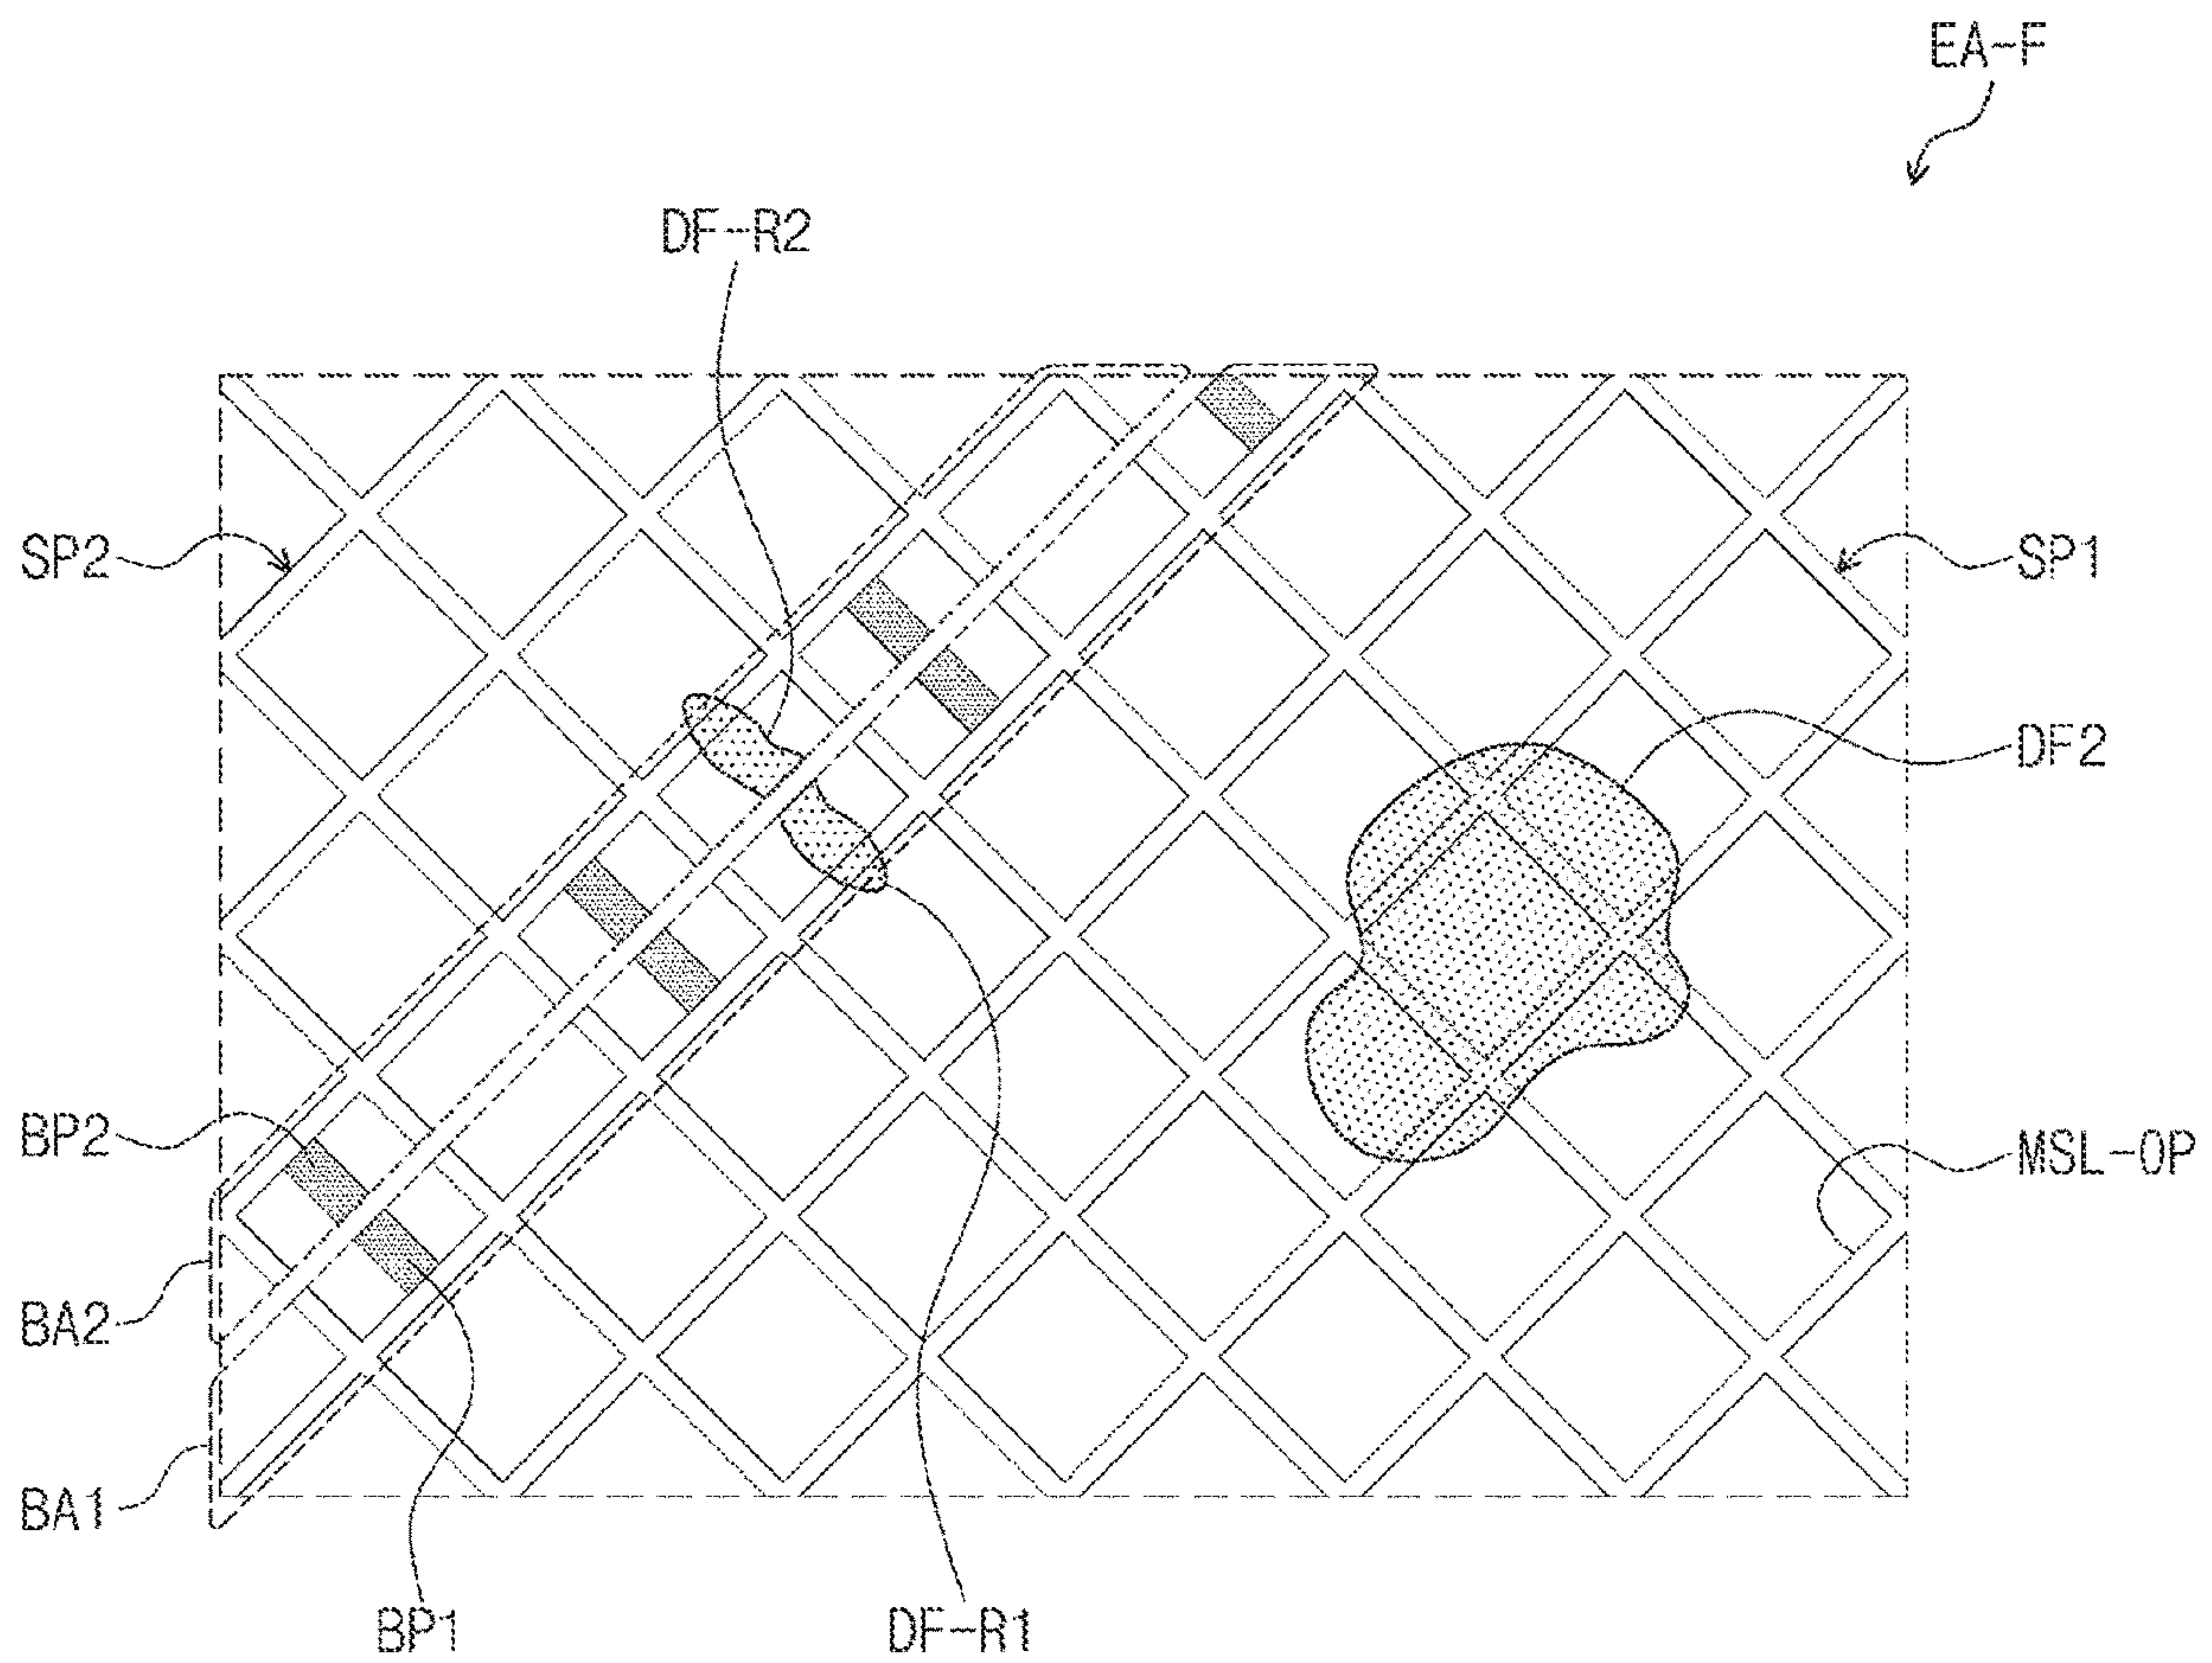 EA-F
DF-R2
SP2
SP1
DF2
BP2
MSL-OP
BA2
BA1
BP1
DF-R1